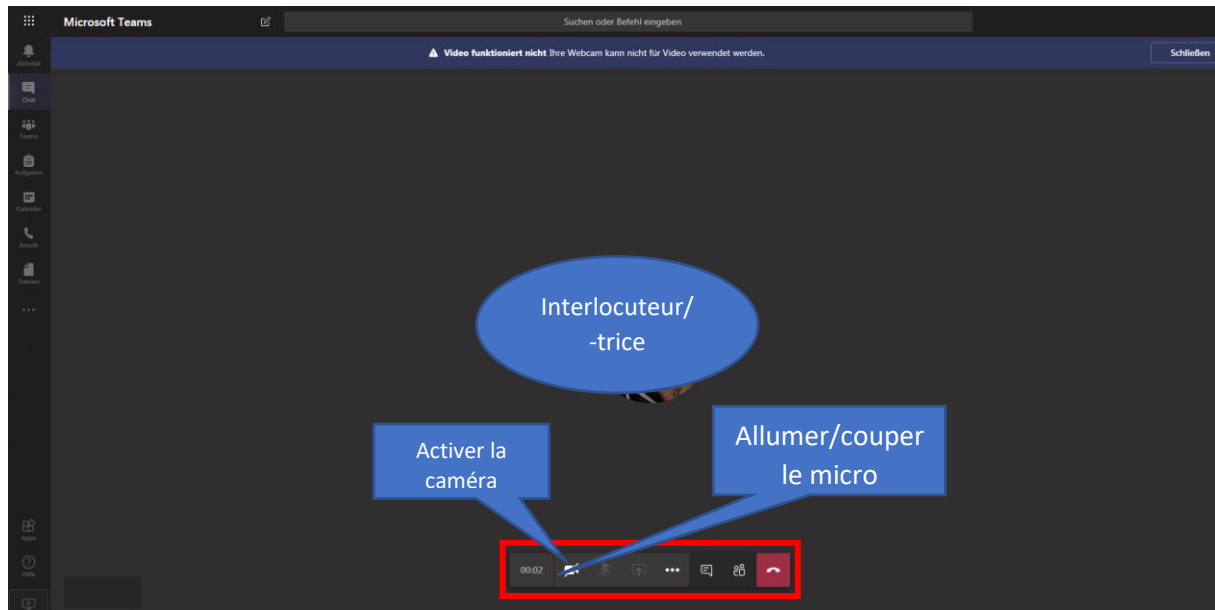 Microsoft Teams
Suchen oder Befehl eingeben
Video funktioniert nicht Ihre Webcam kann nicht für Video verwendet werden.
Schließen
Aktivität
Chat
Teams
Aufgaben
Kalender
Anrufe
Dateien
Interlocuteur/
-trice
Activer la
caméra
Allumer/couper
le micro
Apps
Hilfe
00:02